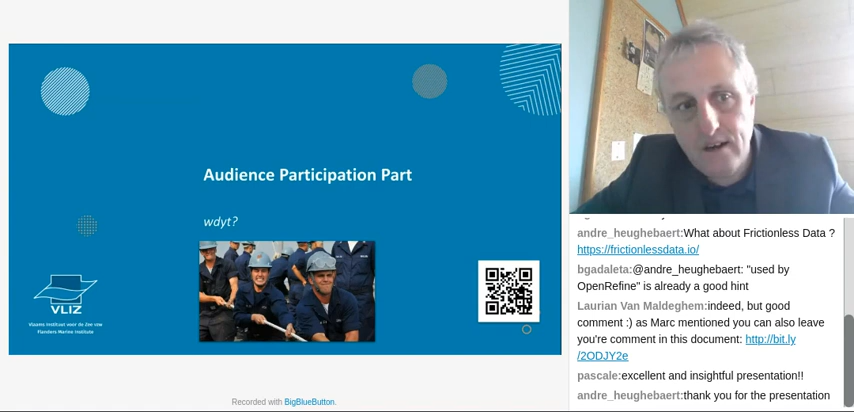 Audience Participation Part
wdyt?
VLIZ
Vlaams Instituut voor de Zee vzw
Flanders Marine Institute
Recorded with BigBlueButton.
andre_heughebaert:What about Frictionless Data ?
https://frictionlessdata.io/
bgadaleta:@andre_heughebaert: "used by
OpenRefine" is already a good hint
Laurian Van Maldeghem:indeed, but good
comment :) as Marc mentioned you can also leave
you're comment in this document: http://bit.ly
/2ODJY2e
pascale:excellent and insightful presentation!!
andre_heughebaert:thank you for the presentation